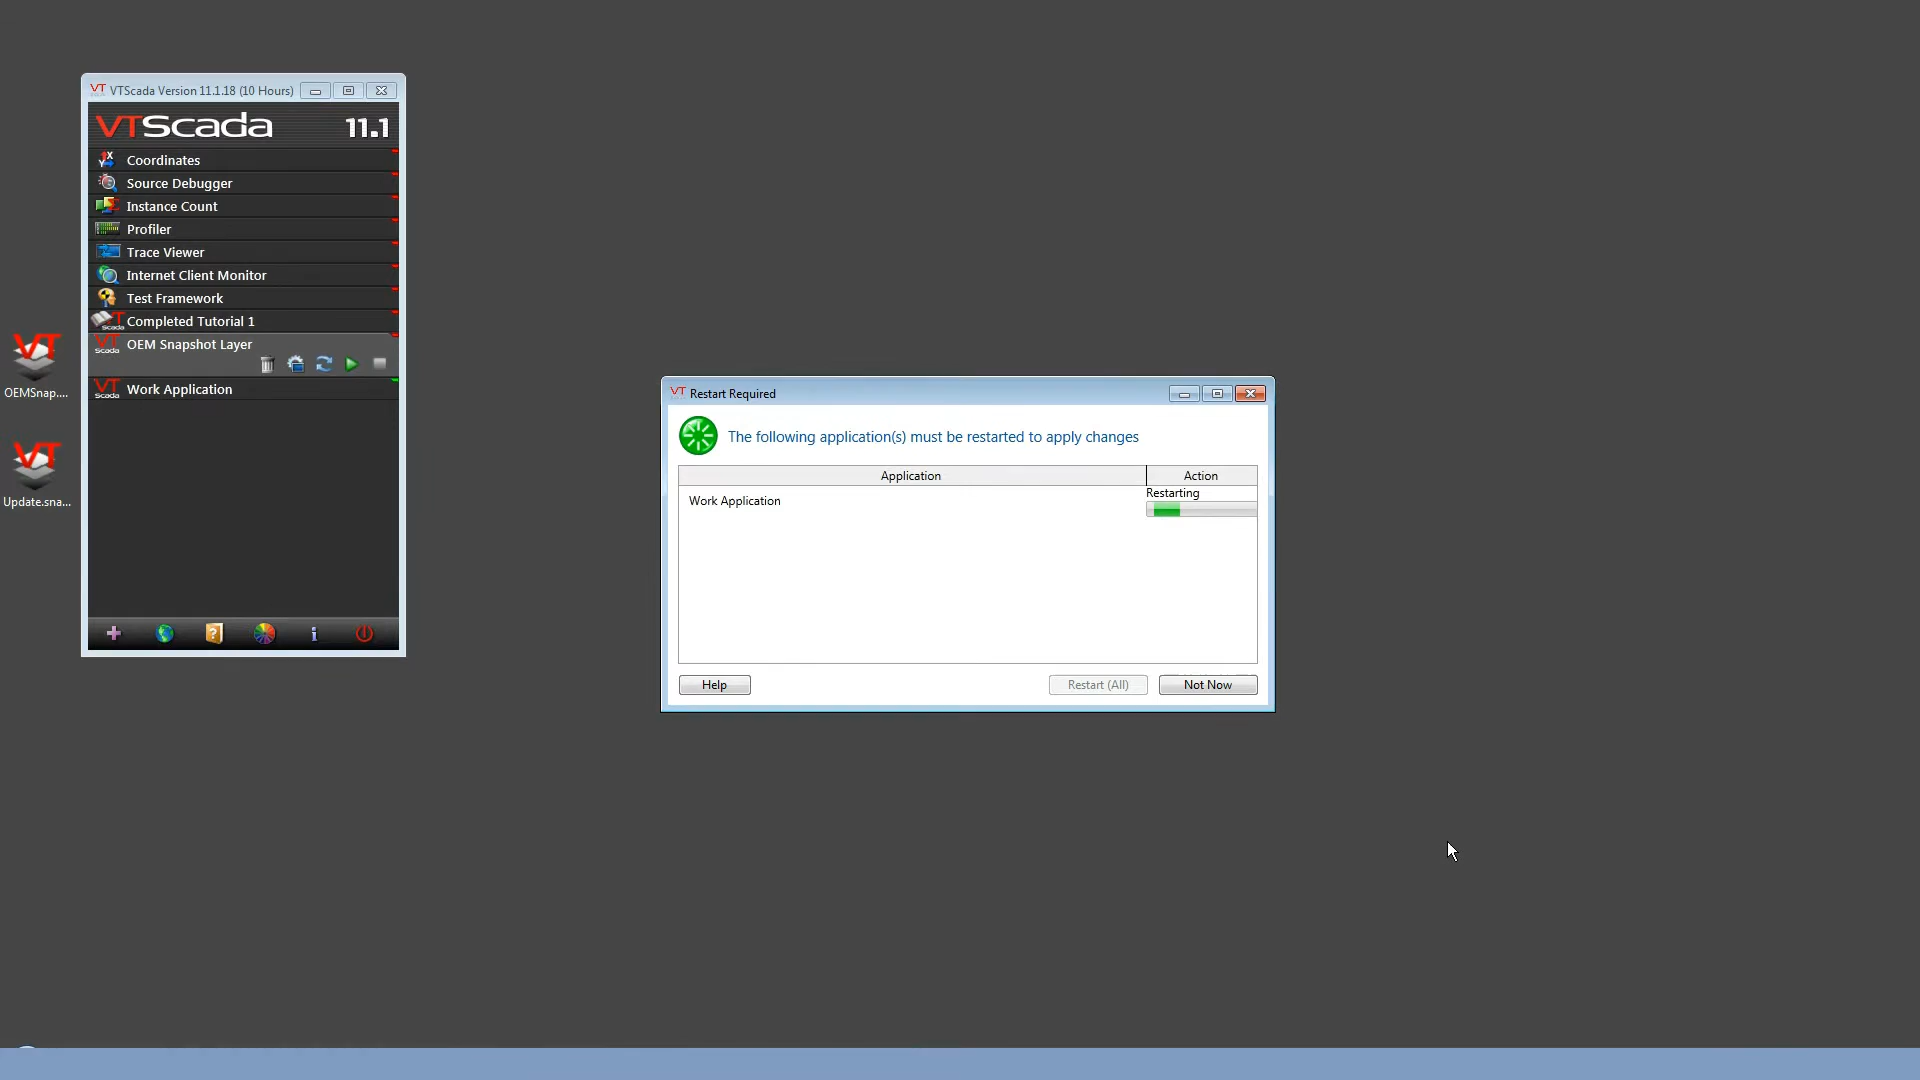 VT VTScada Version 11.1.18 (10 Hours)
VTScada 11.1
Coordinates
Source Debugger
Instance Count
Profiler
Trace Viewer
Internet Client Monitor
Test Framework
Completed Tutorial 1
OEM Snapshot Layer
Work Application
OEMSnap....
Update.sna...
VT Restart Required
The following application(s) must be restarted to apply changes
Application Action
Work Application Restarting
Help Restart (All) Not Now